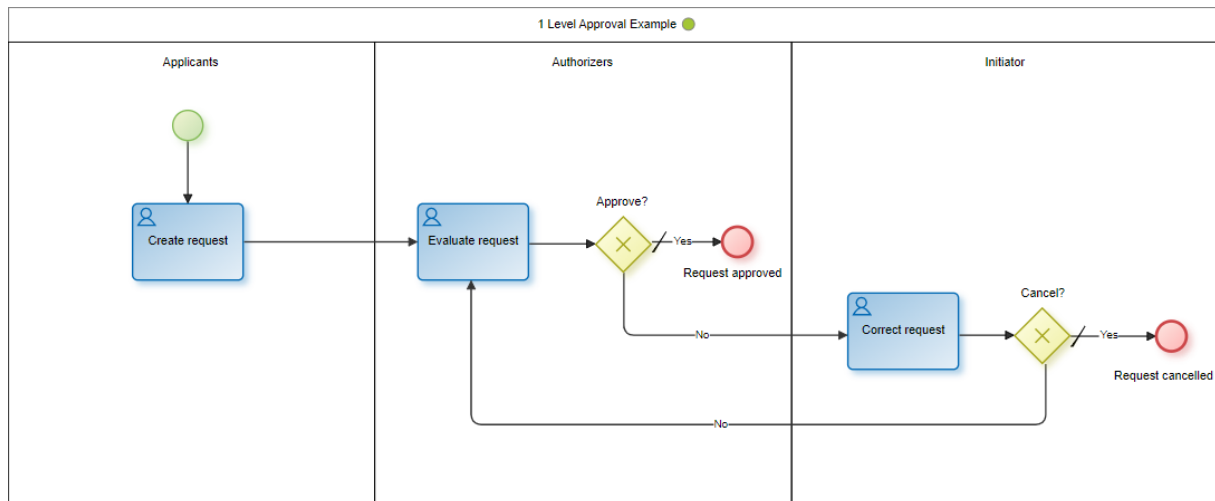 1 Level Approval Example
Applicants
Authorizers
Initiator
Create request
Evaluate request
Approve?
Yes
Request approved
No
Correct request
Cancel?
Yes
Request cancelled
No